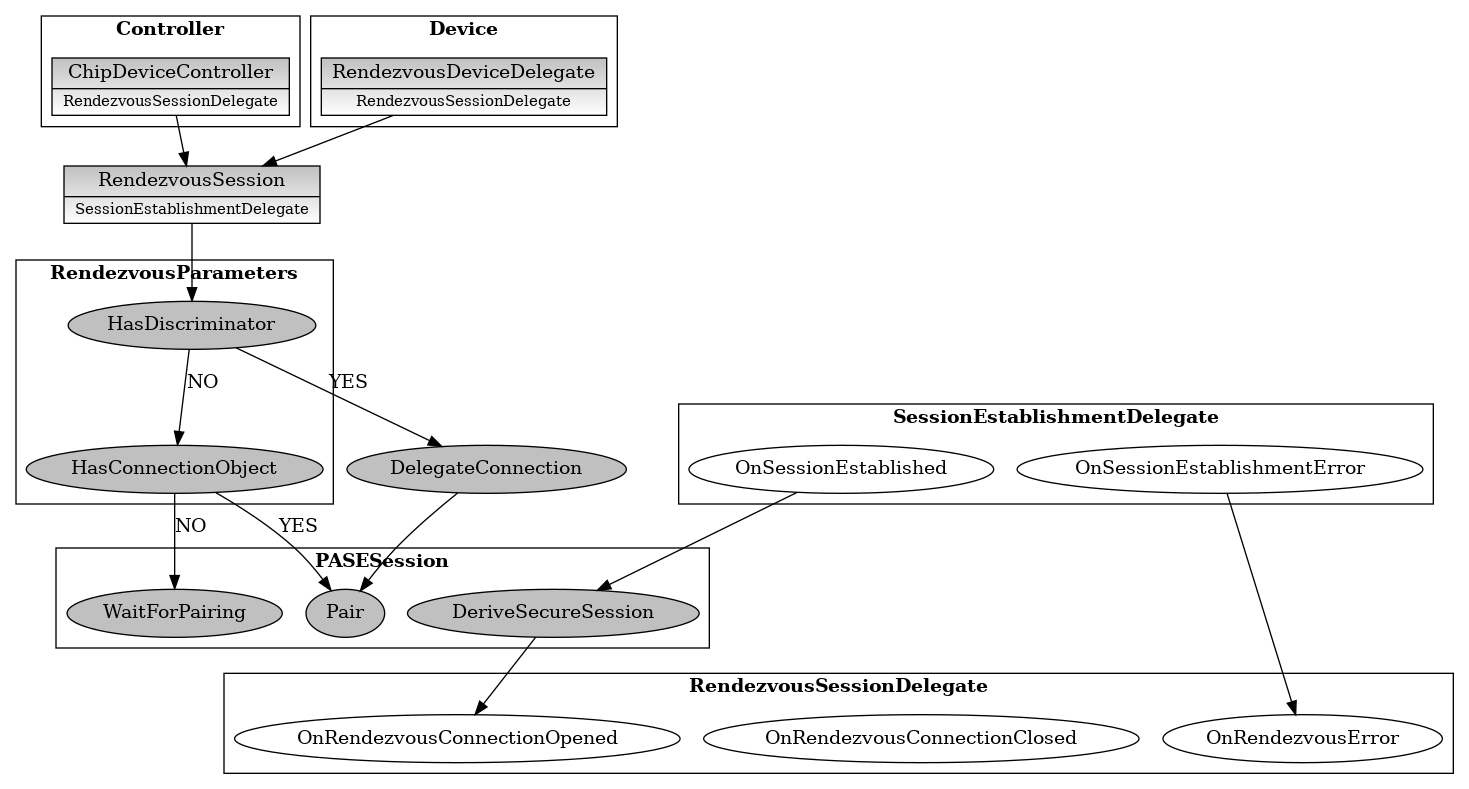 Controller
Device
ChipDeviceController
RendezvousSessionDelegate
RendezvousDeviceDelegate
RendezvousSessionDelegate
RendezvousSession
SessionEstablishmentDelegate
RendezvousParameters
HasDiscriminator
NO
YES
HasConnectionObject
DelegateConnection
SessionEstablishmentDelegate
OnSessionEstablished
OnSessionEstablishmentError
NO
YES
PASESession
WaitForPairing
Pair
DeriveSecureSession
RendezvousSessionDelegate
OnRendezvousConnectionOpened
OnRendezvousConnectionClosed
OnRendezvousError